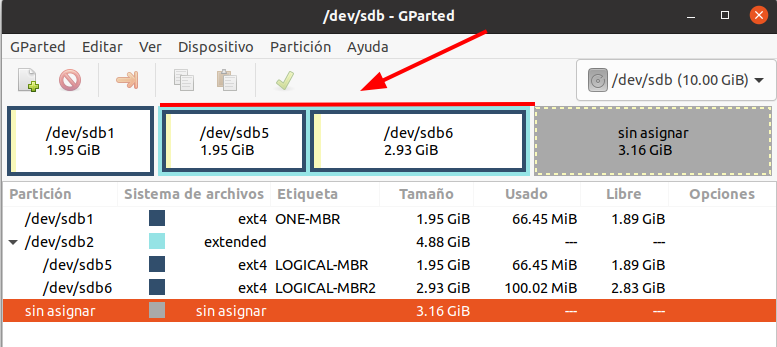 /dev/sdb - GParted
GParted Editar Ver Dispositivo Partición Ayuda
/dev/sdb (10.00 GiB)
/dev/sdb1
1.95 GiB
/dev/sdb5
1.95 GiB
/dev/sdb6
2.93 GiB
sin asignar
3.16 GiB
Partición Sistema de archivos Etiqueta Tamaño Usado Libre Opciones
/dev/sdb1 ext4 ONE-MBR 1.95 GiB 66.45 MiB 1.89 GiB
/dev/sdb2 extended 4.88 GiB --- ---
/dev/sdb5 ext4 LOGICAL-MBR 1.95 GiB 66.45 MiB 1.89 GiB
/dev/sdb6 ext4 LOGICAL-MBR2 2.93 GiB 100.02 MiB 2.83 GiB
sin asignar sin asignar 3.16 GiB --- ---